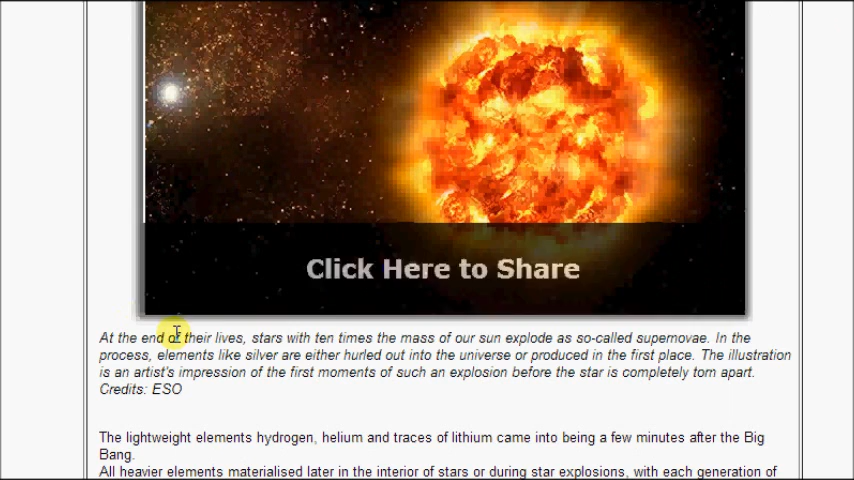 Click Here to Share
At the end of their lives, stars with ten times the mass of our sun explode as so-called supernovae. In the
process, elements like silver are either hurled out into the universe or produced in the first place. The illustration
is an artist's impression of the first moments of such an explosion before the star is completely torn apart.
Credits: ESO
The lightweight elements hydrogen, helium and traces of lithium came into being a few minutes after the Big
Bang.
All heavier elements materialised later in the interior of stars or during star explosions, with each generation of